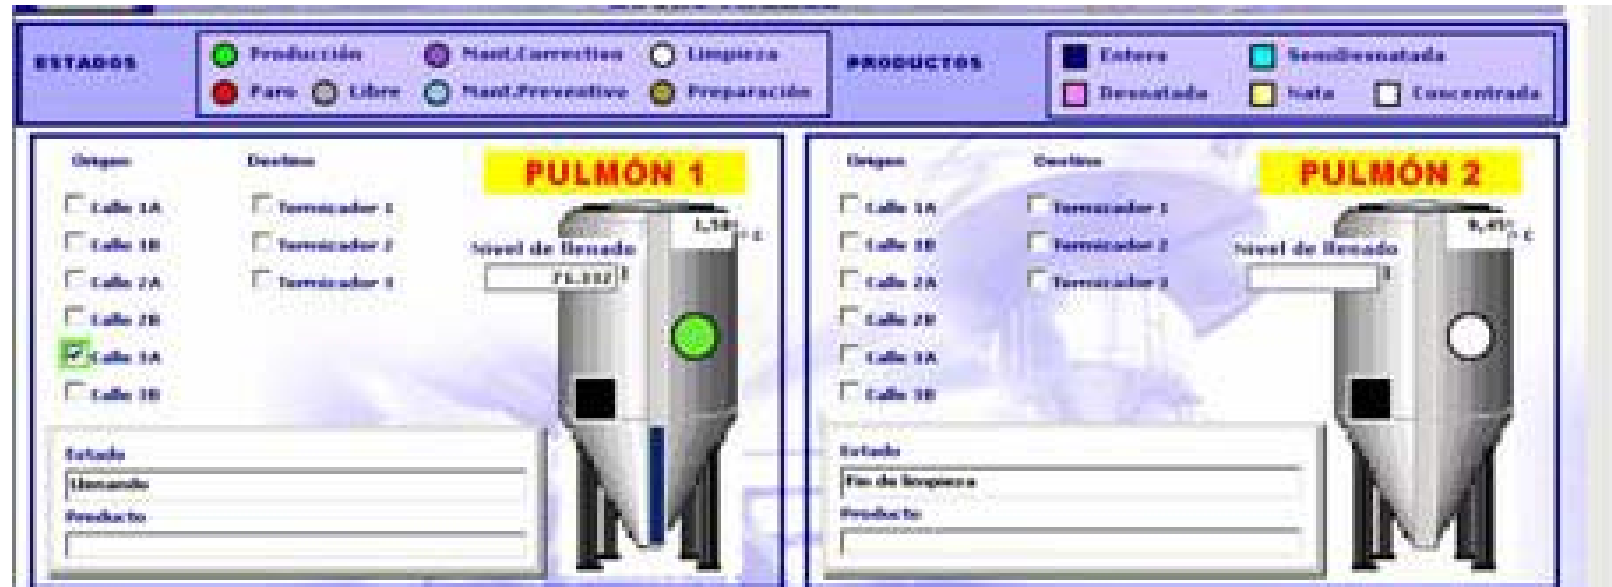 ESTADOS
Producción
Mant.Correctivo
Limpieza
Paro
Libre
Mant.Preventivo
Preparación
PRODUCTOS
Entera
SemiDesnatada
Desnatada
Nata
Concentrada
PULMÓN 1
Origen
Destino
Calle 1A
Calle 1B
Calle 2A
Calle 2B
Calle 3A
Calle 3B
Termizador 1
Termizador 2
Termizador 3
Nivel de llenado
Estado
Llenando
Producto
PULMÓN 2
Origen
Destino
Calle 1A
Calle 1B
Calle 2A
Calle 2B
Calle 3A
Calle 3B
Termizador 1
Termizador 2
Termizador 3
Nivel de llenado
Estado
Fin de limpieza
Producto